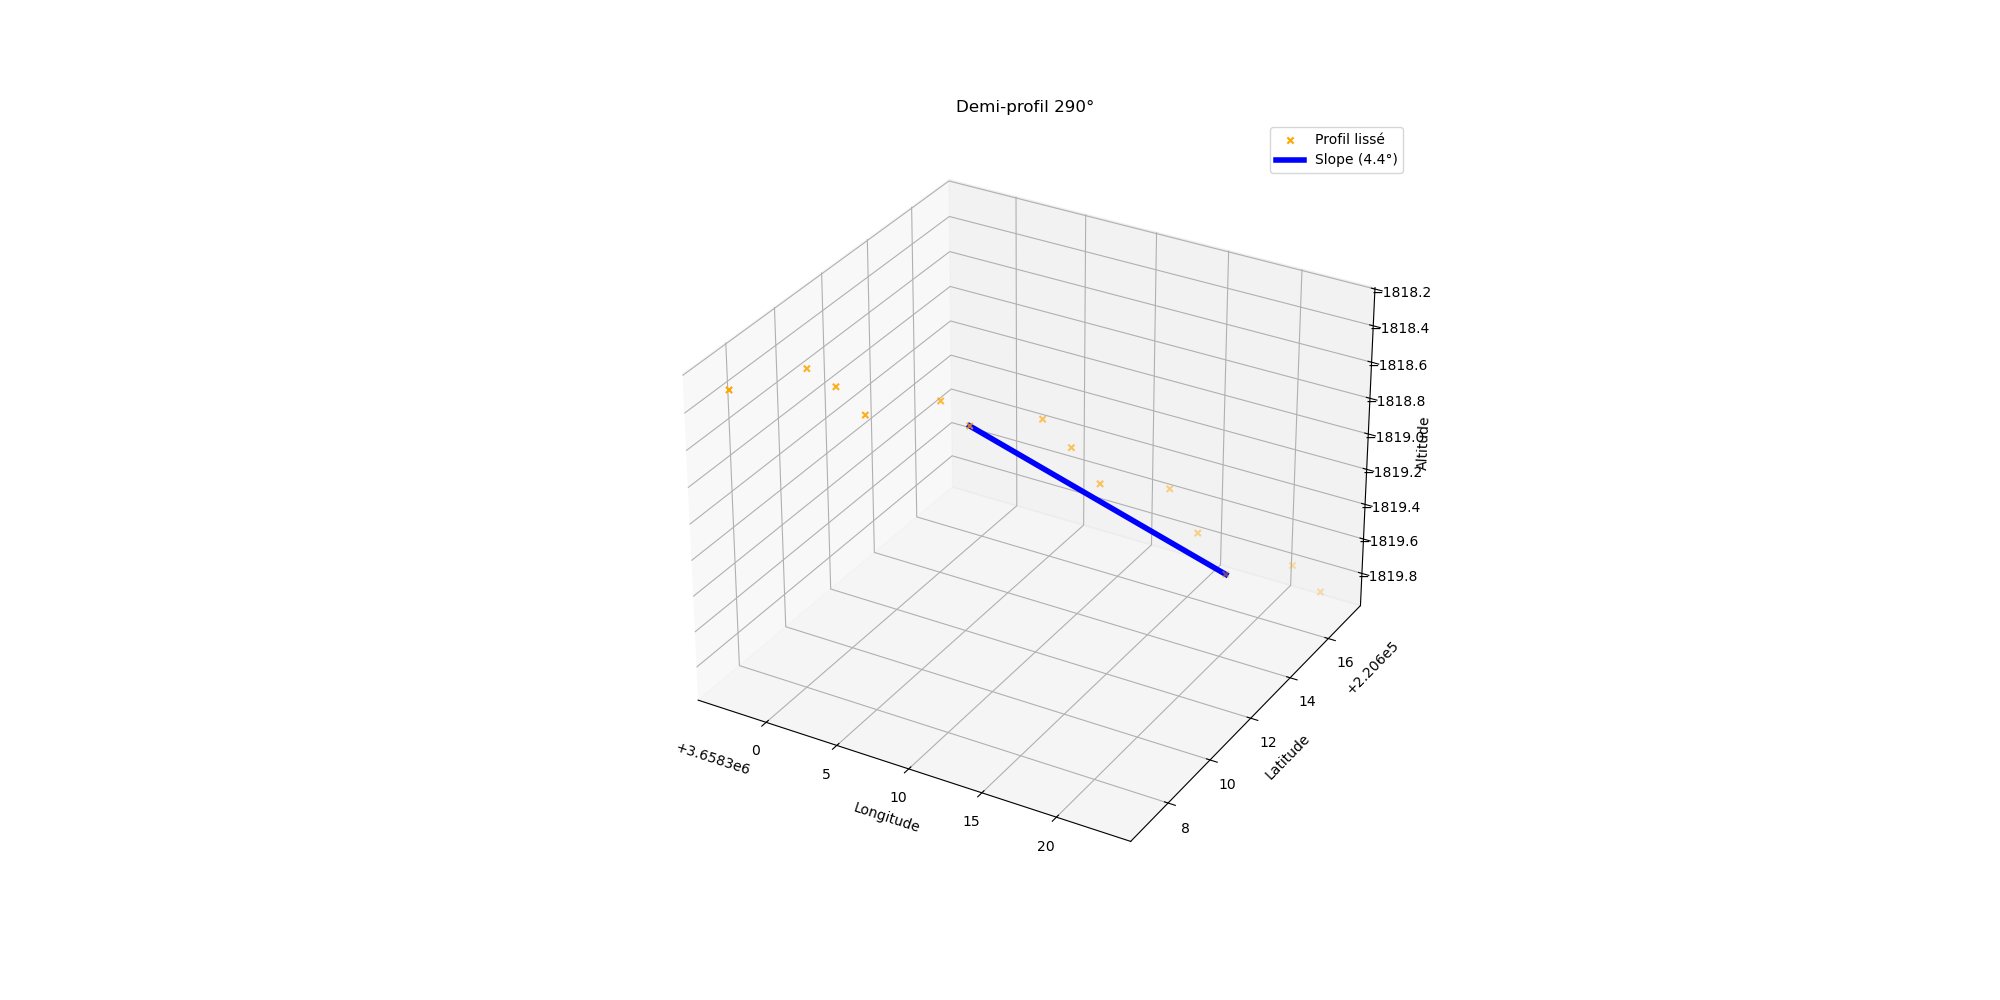 Demi-profil 290°
Profil lissé
Slope (4.4°)
−1818.2
−1818.4
−1818.6
−1818.8
−1819.0
−1819.2
−1819.4
−1819.6
−1819.8
Altitude
16
14
12
10
8
+2.206e5
Latitude
0
5
10
15
20
+3.6583e6
Longitude